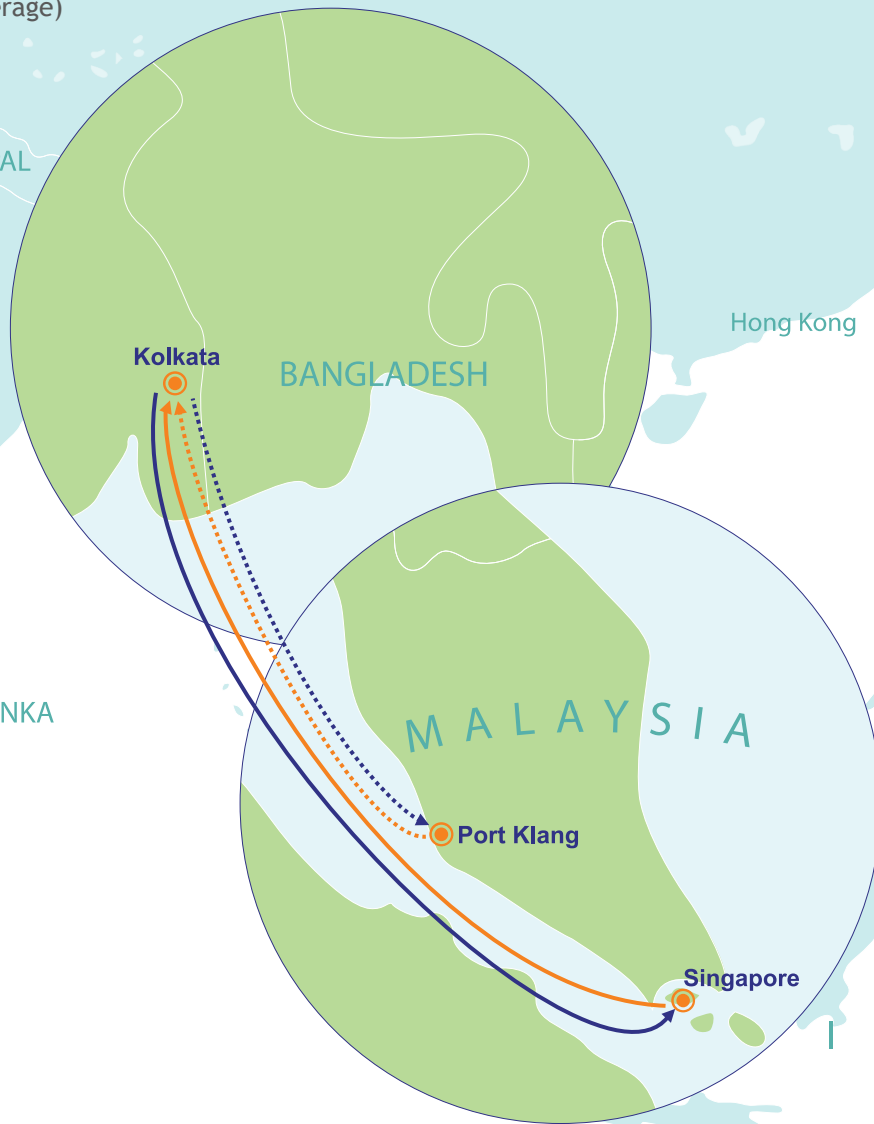 erage)
AL
Hong Kong
Kolkata
BANGLADESH
NKA
MALAYSIA
Port Klang
Singapore
I